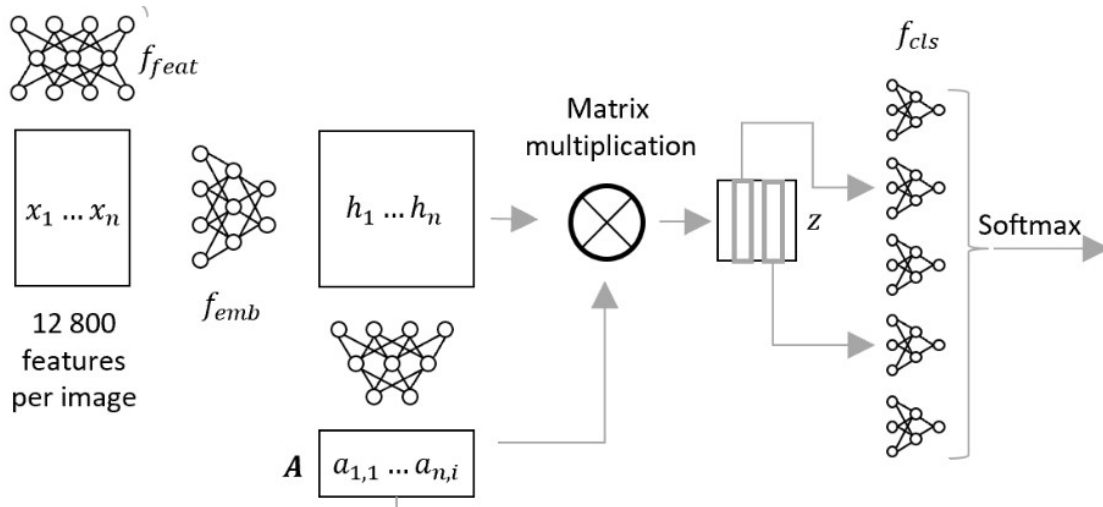 f_feat
f_cls
Matrix
multiplication
x_1 ... x_n
h_1 ... h_n
z
Softmax
f_emb
12 800
features
per image
A
a_{1,1} ... a_{n,i}